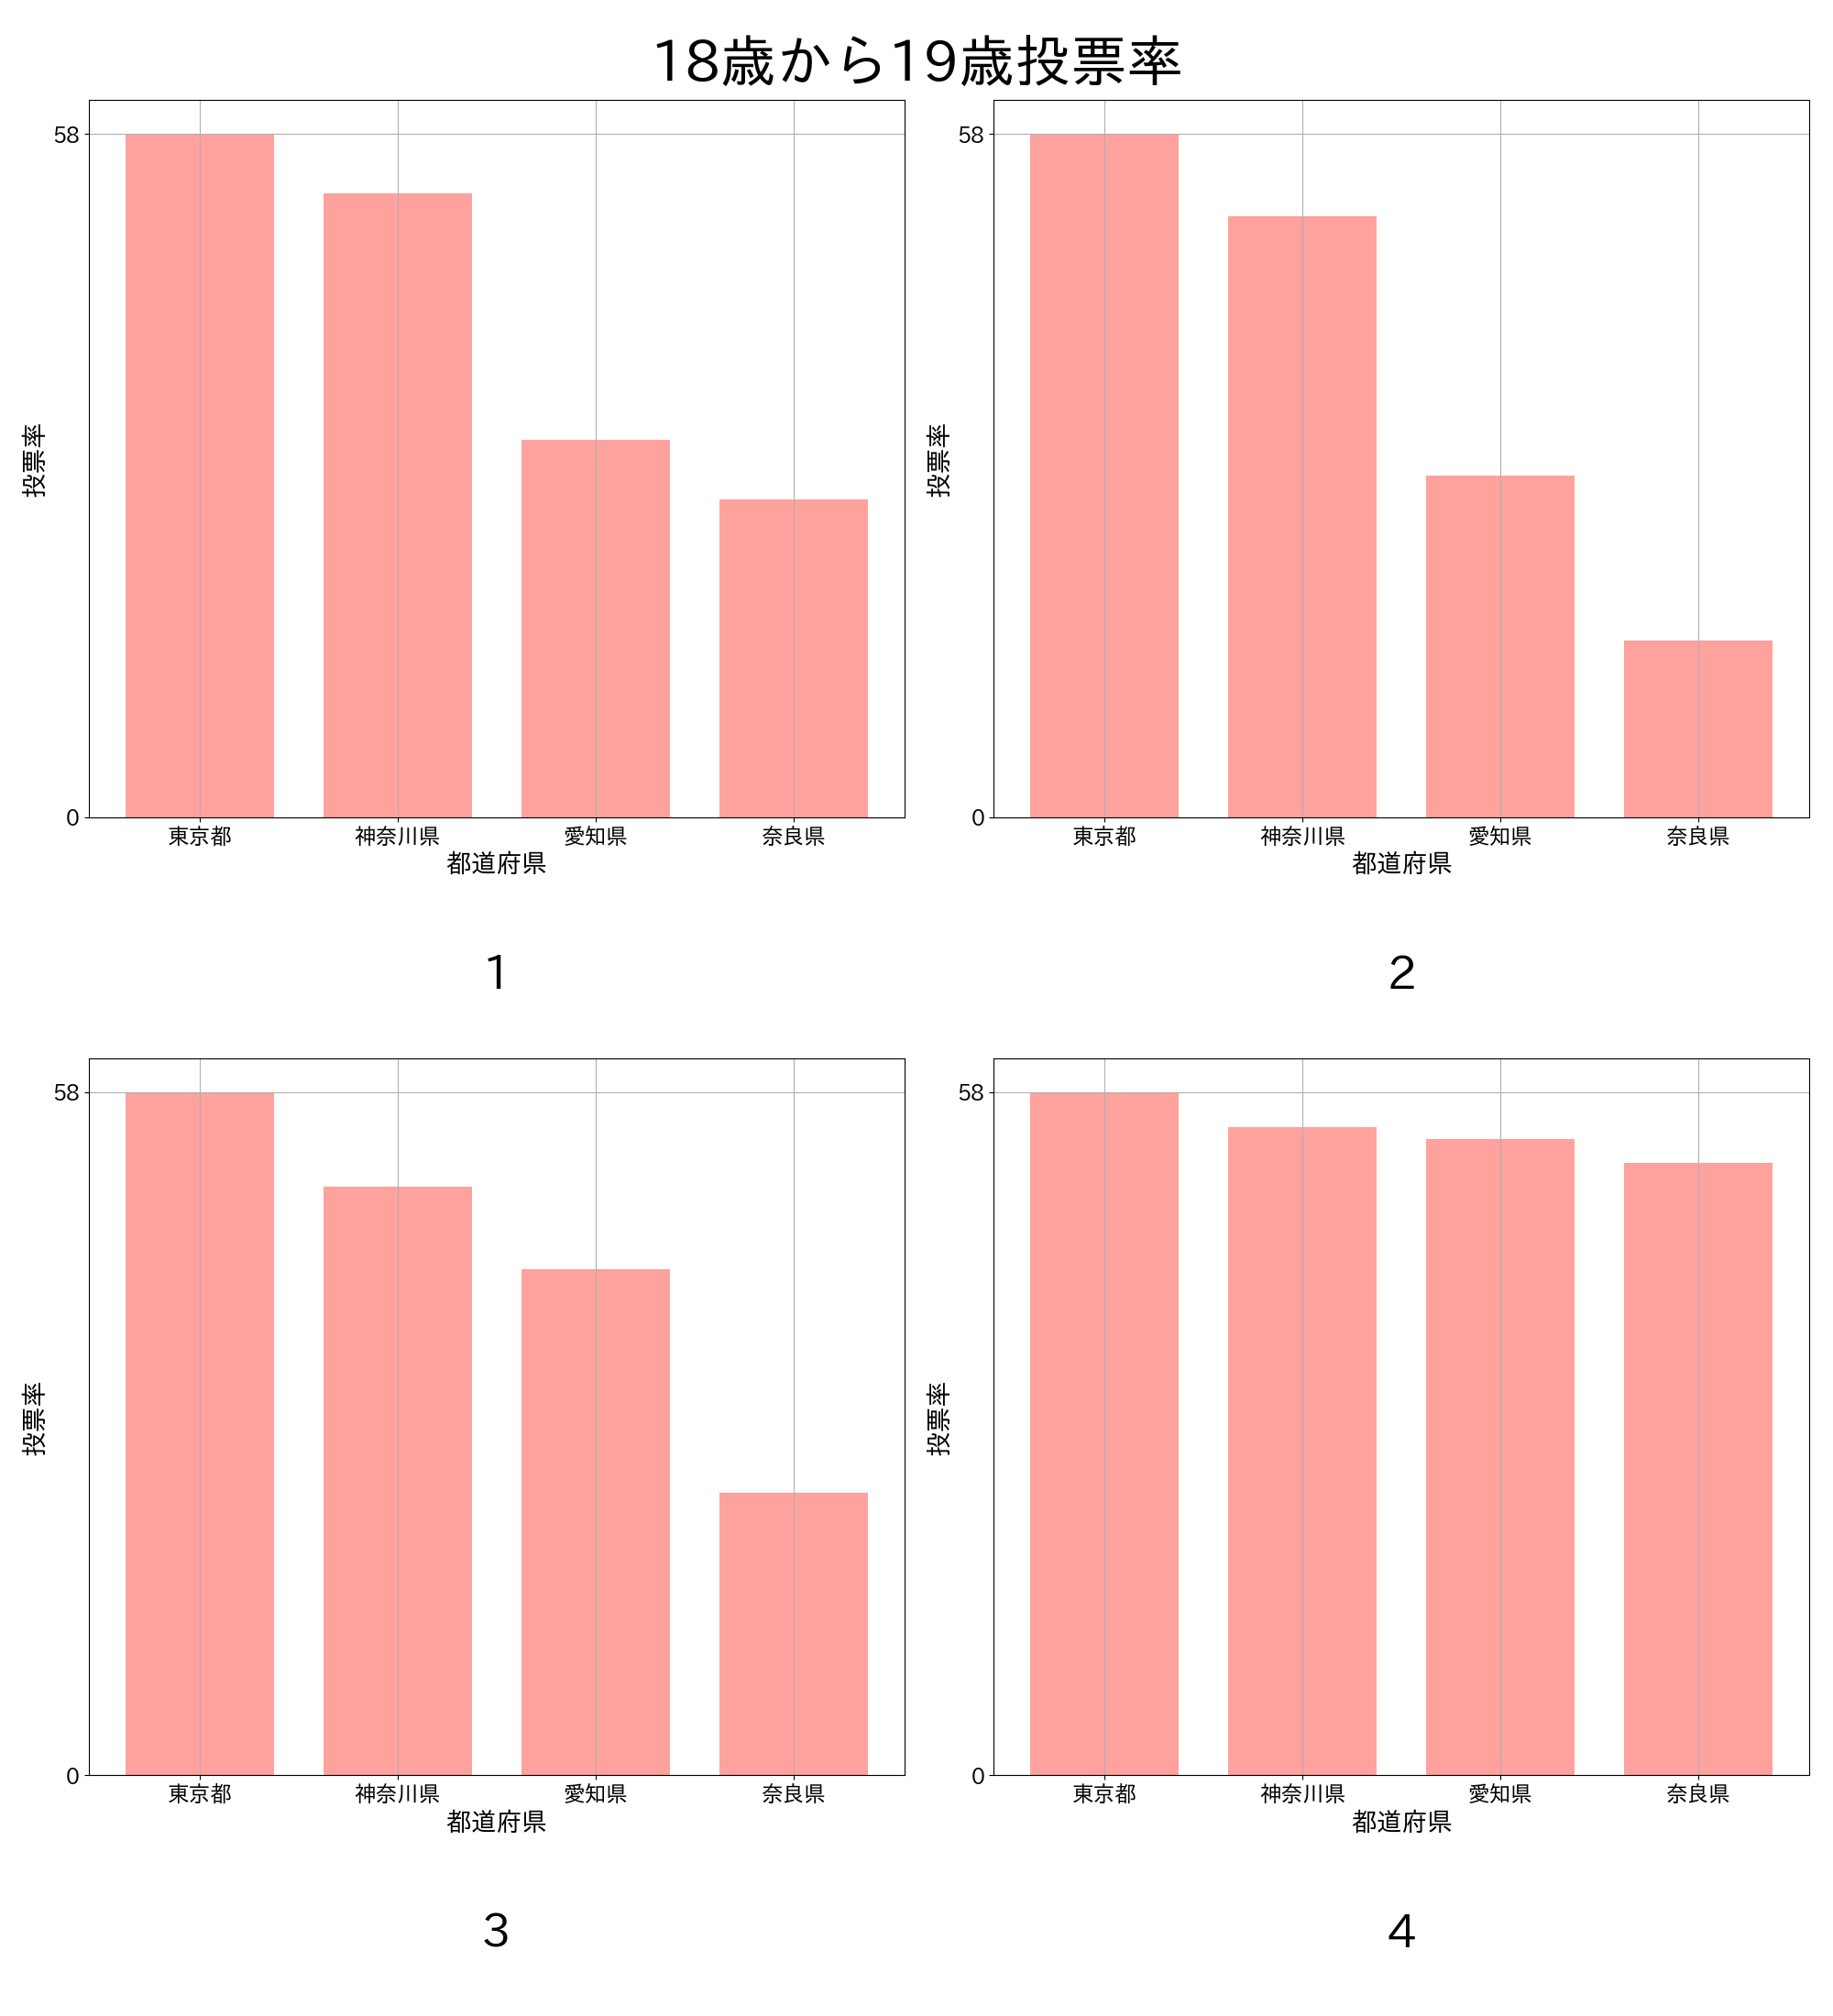 18歳から19歳投票率
58
0
投票率
東京都 神奈川県 愛知県 奈良県
都道府県
1
58
0
投票率
東京都 神奈川県 愛知県 奈良県
都道府県
2
58
0
投票率
東京都 神奈川県 愛知県 奈良県
都道府県
3
58
0
投票率
東京都 神奈川県 愛知県 奈良県
都道府県
4